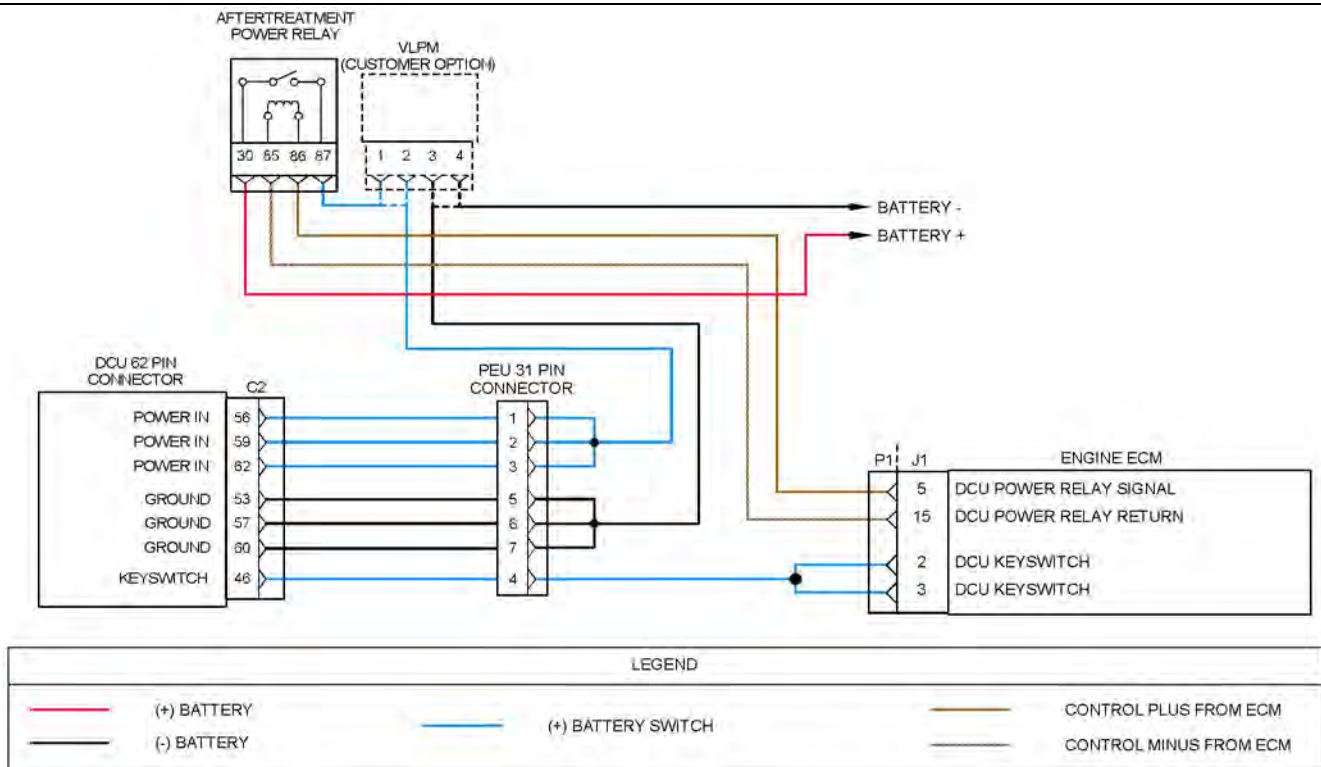 AFTERTREATMENT
POWER RELAY
VLPM
(CUSTOMER OPTION)
30 85 86 87
1 2 3 4
BATTERY -
BATTERY +
DCU 62 PIN
CONNECTOR
C2
PEU 31 PIN
CONNECTOR
POWER IN 56 1
POWER IN 59 2
POWER IN 62 3
GROUND 53 5
GROUND 57 6
GROUND 60 7
KEYSWITCH 46 4
P1 J1 ENGINE ECM
5 DCU POWER RELAY SIGNAL
15 DCU POWER RELAY RETURN
2 DCU KEYSWITCH
3 DCU KEYSWITCH
LEGEND
(+) BATTERY
(-) BATTERY
(+) BATTERY SWITCH
CONTROL PLUS FROM ECM
CONTROL MINUS FROM ECM